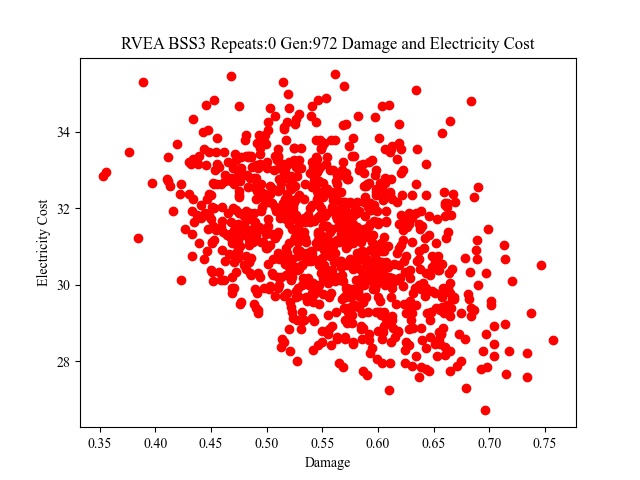 RVEA BSS3 Repeats:0 Gen:972 Damage and Electricity Cost
Electricity Cost
34
32
30
28
0.35 0.40 0.45 0.50 0.55 0.60 0.65 0.70 0.75
Damage